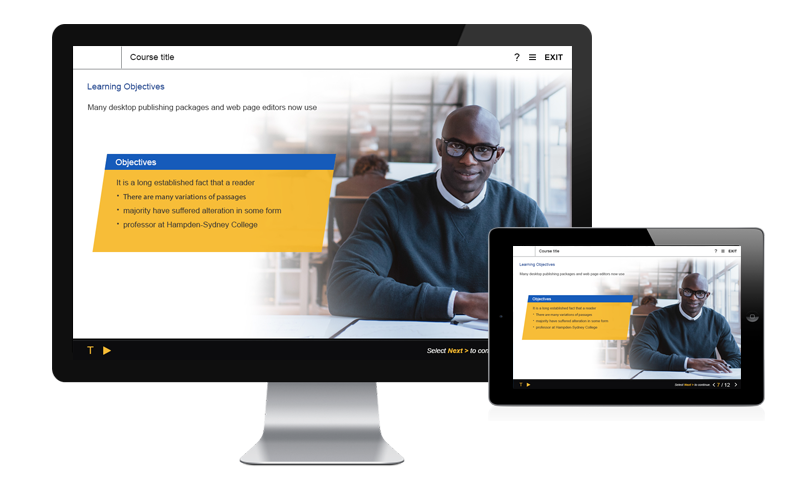 Course title
? EXIT
Learning Objectives
Many desktop publishing packages and web page editors now use
Objectives
It is a long established fact that a reader
• There are many variations of passages
• majority have suffered alteration in some form
• professor at Hampden-Sydney College
T
Select Next > to con
Course title
? EXIT
Learning Objectives
Many desktop publishing packages and web page editors now use
Objectives
It is a long established fact that a reader
• There are many variations of passages
• majority have suffered alteration in some form
• professor at Hampden-Sydney College
T
Select Next > to continue < 7 / 12 >